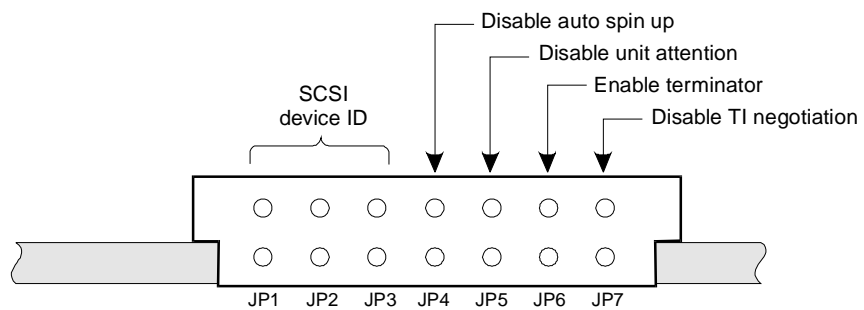 Disable auto spin up
Disable unit attention
Enable terminator
Disable TI negotiation
SCSI
device ID
JP1 JP2 JP3 JP4 JP5 JP6 JP7